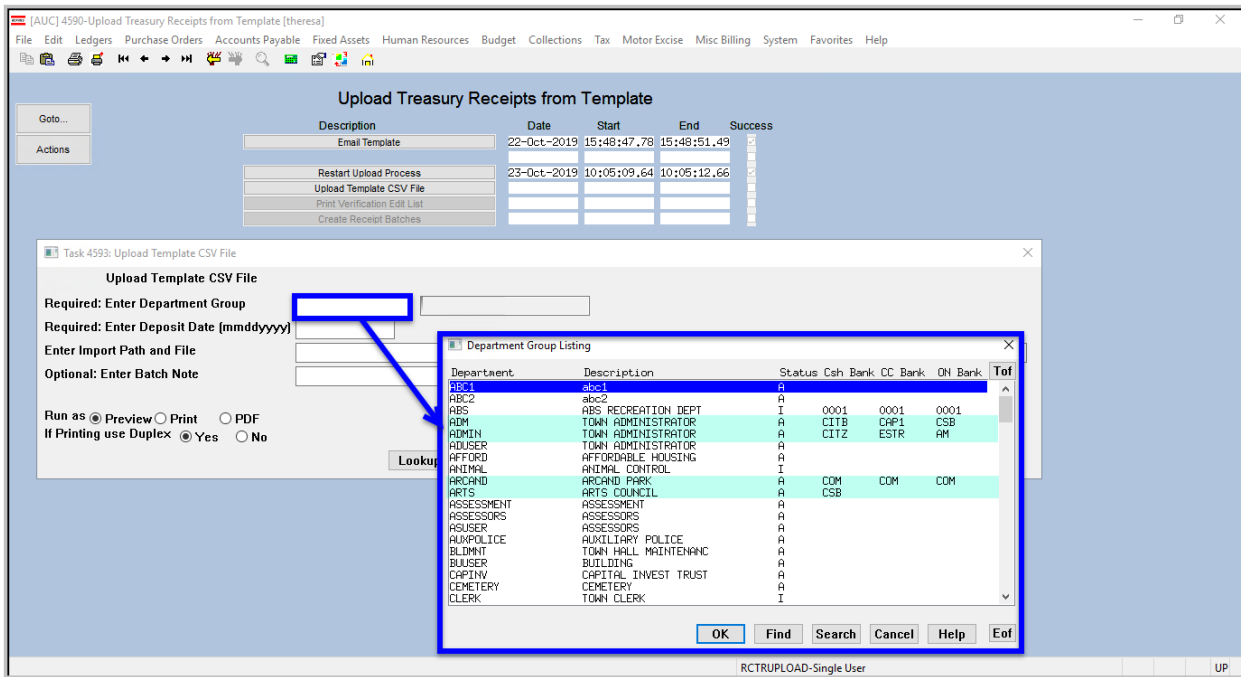 [AUC] 4590-Upload Treasury Receipts from Template [theresa]
File Edit Ledgers Purchase Orders Accounts Payable Fixed Assets Human Resources Budget Collections Tax Motor Excise Misc Billing System Favorites Help
Upload Treasury Receipts from Template
Goto...
Actions
Description Date Start End Success
Email Template 22-Oct-2019 15:48:47.78 15:48:51.49
Restart Upload Process 23-Oct-2019 10:05:09.64 10:05:12.66
Upload Template CSV File
Print Verification Edit List
Create Receipt Batches
Task 4593: Upload Template CSV File
Upload Template CSV File
Required: Enter Department Group
Required: Enter Deposit Date (mmddyyyy)
Enter Import Path and File
Optional: Enter Batch Note
Run as Preview Print PDF
If Printing use Duplex Yes No
Lookup
Department Group Listing
Department Description Status Csh Bank CC Bank ON Bank Tof
ABC1 abc1 A
ABC2 abc2 A
ABS ABS RECREATION DEPT I 0001 0001 0001
ADM TOWN ADMINISTRATOR A CITB CAP1 CSB
ADMIN TOWN ADMINISTRATOR A CITZ ESTR AM
ADUSER TOWN ADMINISTRATOR A
AFFORD AFFORDABLE HOUSING A
ANIMAL ANIMAL CONTROL I
ARCAND ARCAND PARK A COM COM COM
ARTS ARTS COUNCIL A CSB
ASSESSMENT ASSESSMENT A
ASSESSORS ASSESSORS A
ASUSER ASSESSORS A
AUXPOLICE AUXILIARY POLICE A
BLDMNT TOWN HALL MAINTENANC A
BUUSER BUILDING A
CAPINV CAPITAL INVEST TRUST A
CEMETERY CEMETERY A
CLERK TOWN CLERK I
OK Find Search Cancel Help Eof
RCTRUPLOAD-Single User UP